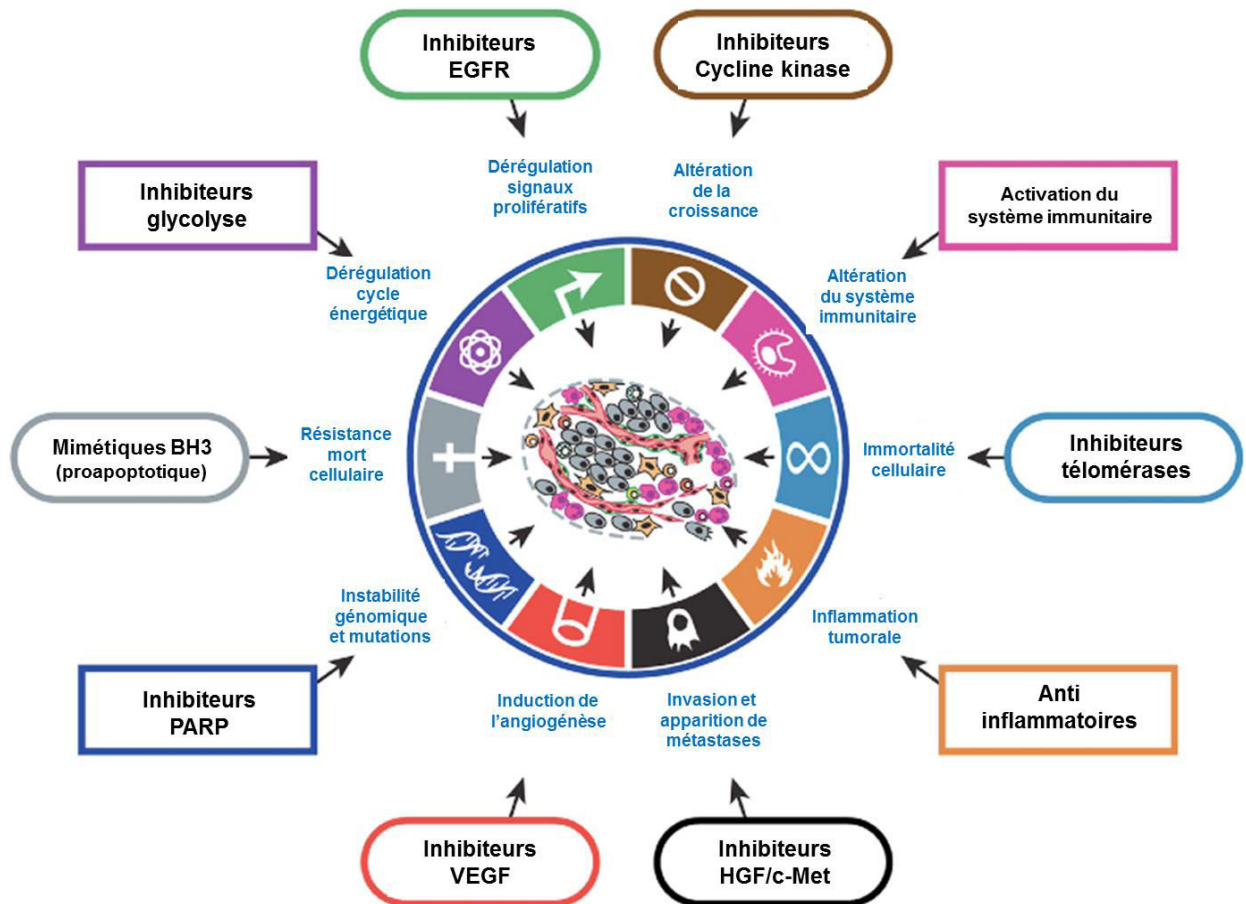 Inhibiteurs
EGFR
Inhibiteurs
Cycline kinase
Dérégulation
signaux
prolifératifs
Altération
de la
croissance
Inhibiteurs
glycolyse
Activation du
système immunitaire
Dérégulation
cycle
énergétique
Altération
du système
immunitaire
Mimétiques BH3
(proapoptotique)
Résistance
mort
cellulaire
Immortalité
cellulaire
Inhibiteurs
télomérases
Instabilité
génomique
et mutations
Inflammation
tumorale
Inhibiteurs
PARP
Induction de
l'angiogénèse
Invasion et
apparition de
métastases
Anti
inflammatoires
Inhibiteurs
VEGF
Inhibiteurs
HGF/c-Met